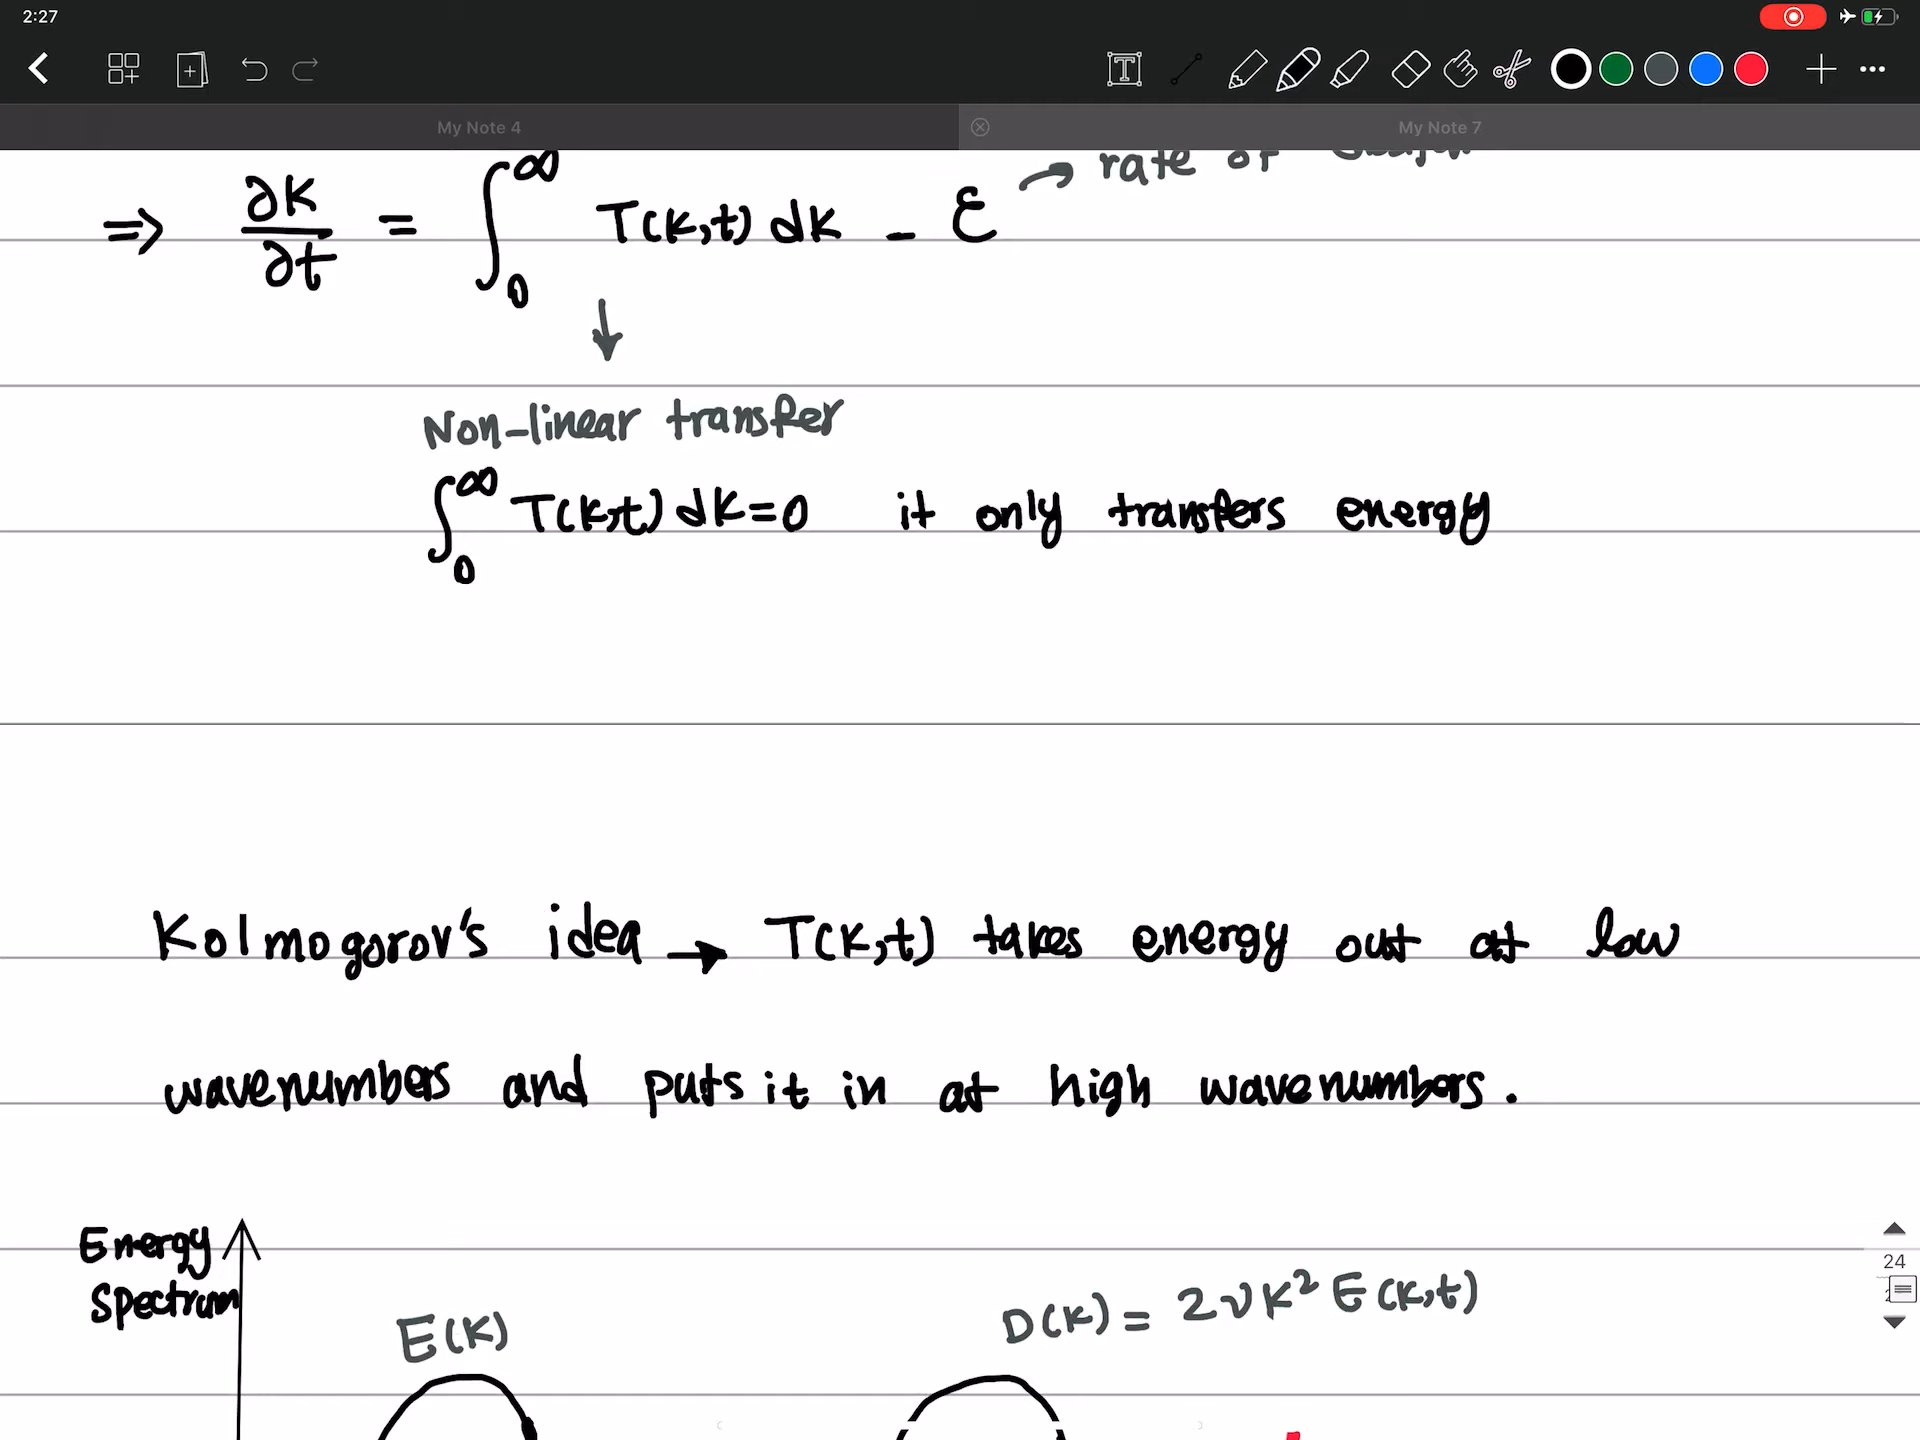 2:27
My Note 4
My Note 7
rate of
⇒ ∂K/∂t = ∫₀^∞ T(K,t) dK - ε
Non-linear transfer
∫₀^∞ T(K,t) dK = 0 it only transfers energy
Kolmogorov's idea → T(K,t) takes energy out at low
wavenumbers and puts it in at high wavenumbers.
Energy
Spectrum
E(K)
D(K) = 2νK² E(K,t)
24